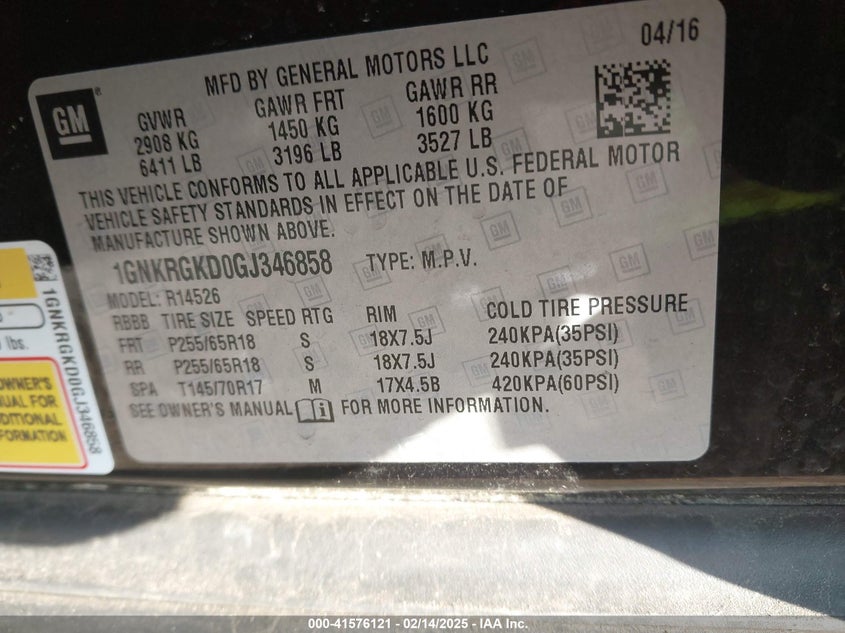 04/16
MFD BY GENERAL MOTORS LLC
GM®
GVWR GAWR FRT GAWR RR
2908 KG 1450 KG 1600 KG
6411 LB 3196 LB 3527 LB
THIS VEHICLE CONFORMS TO ALL APPLICABLE U.S. FEDERAL MOTOR
VEHICLE SAFETY STANDARDS IN EFFECT ON THE DATE OF
MANUFACTURE SHOWN ABOVE.
1GNKRGKD0GJ346858 TYPE: M.P.V.
MODEL: R14526
RBBB TIRE SIZE SPEED RTG RIM COLD TIRE PRESSURE
FRT P255/65R18 S 18X7.5J 240KPA(35PSI)
RR P255/65R18 S 18X7.5J 240KPA(35PSI)
SPA T145/70R17 M 17X4.5B 420KPA(60PSI)
SEE OWNER'S MANUAL FOR MORE INFORMATION.
1GNKRGKD0GJ346858
lbs.
OWNER'S
FOR
000-41576121 - 02/14/2025 - IAA Inc.